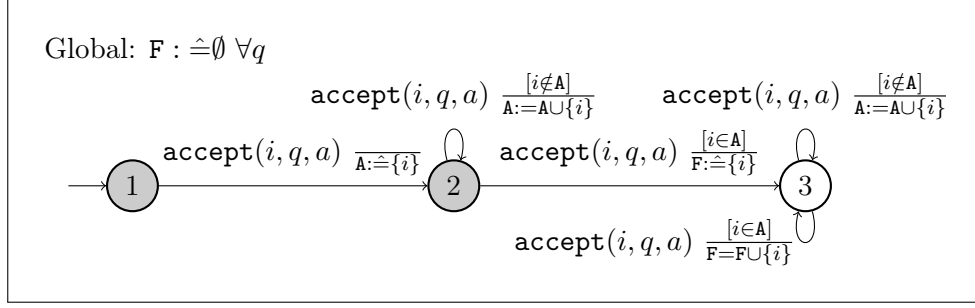 Global: F : ≙∅ ∀q
accept(i, q, a) [i∉A] / A:=A∪{i}
accept(i, q, a) [i∉A] / A:=A∪{i}
accept(i, q, a) / A:≙{i}
accept(i, q, a) [i∈A] / F:≙{i}
1
2
3
accept(i, q, a) [i∈A] / F=F∪{i}